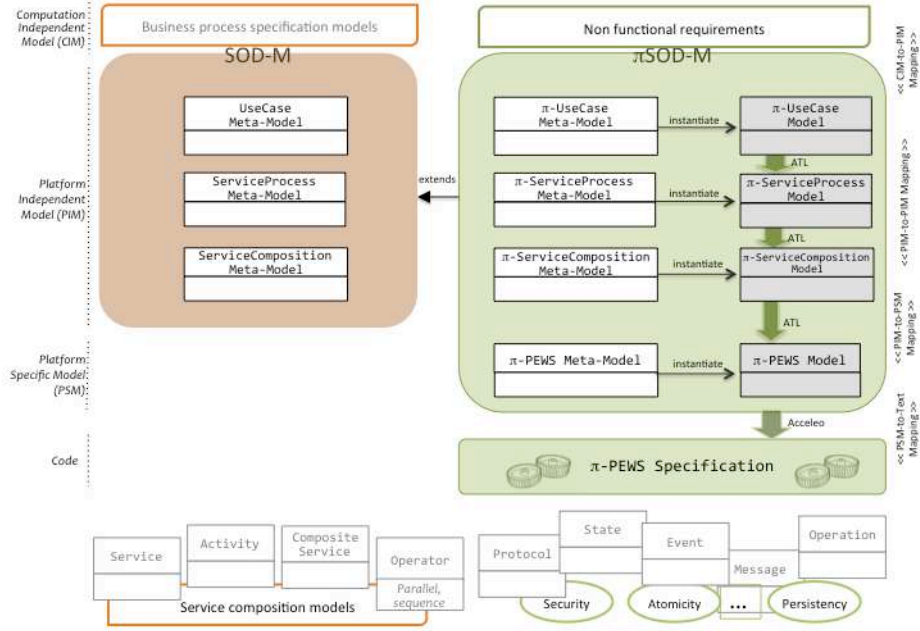 Computation
Independent
Model (CIM)
Business process specification models
Non functional requirements
<< CIM-to-PIM
Mapping >>
SOD-M
πSOD-M
UseCase
Meta-Model
π-UseCase
Meta-Model
instantiate
π-UseCase
Model
ATL
Platform
Independent
Model (PIM)
ServiceProcess
Meta-Model
extends
π-ServiceProcess
Meta-Model
instantiate
π-ServiceProcess
Model
ATL
<< PIM-to-PIM Mapping >>
ServiceComposition
Meta-Model
π-ServiceComposition
Meta-Model
instantiate
π-ServiceComposition
Model
ATL
<< PIM-to-PSM
Mapping >>
Platform
Specific Model
(PSM)
π-PEWS Meta-Model
instantiate
π-PEWS Model
Acceleo
<< PSM-to-Text
Mapping >>
Code
π-PEWS Specification
Service
Activity
Composite
Service
Operator
Parallel,
sequence
Service composition models
Protocol
State
Event
Message
Operation
Security
Atomicity
...
Persistency